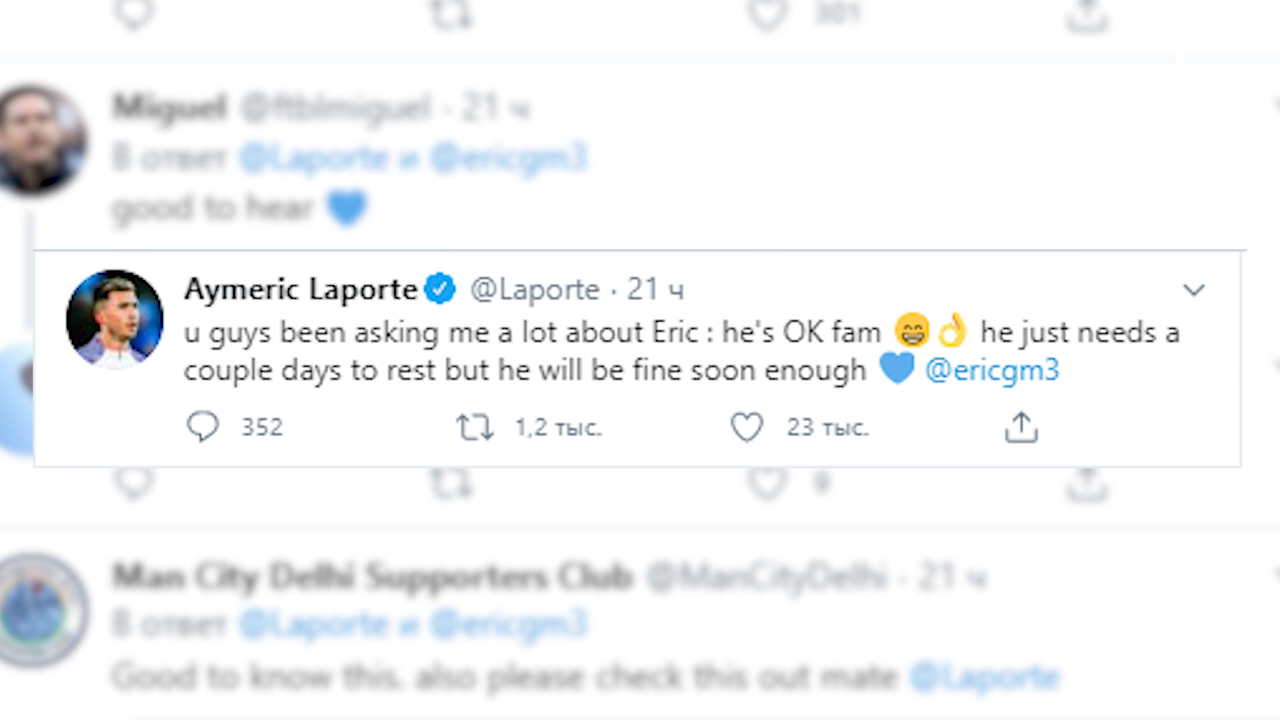 301
Miguel @ftblmiguel · 21 ч
В ответ @Laporte и @ericgm3
good to hear 💙
Aymeric Laporte @Laporte · 21 ч
u guys been asking me a lot about Eric : he's OK fam 😁👌 he just needs a
couple days to rest but he will be fine soon enough 💙 @ericgm3
352 1,2 тыс. 23 тыс.
9
Man City Delhi Supporters Club @ManCityDelhi · 21 ч
В ответ @Laporte и @ericgm3
Good to know this. also please check this out mate @Laporte